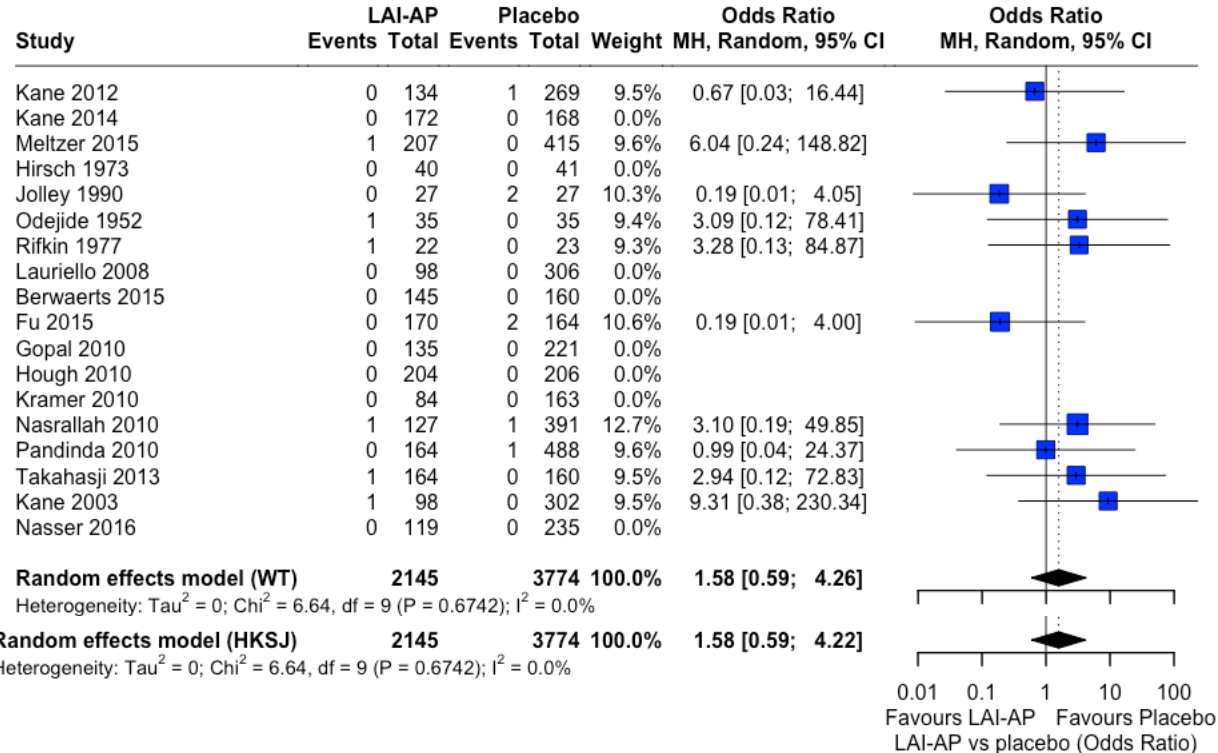 LAI-AP Placebo Odds Ratio Odds Ratio
Study Events Total Events Total Weight MH, Random, 95% CI MH, Random, 95% CI
Kane 2012 0 134 1 269 9.5% 0.67 [0.03; 16.44]
Kane 2014 0 172 0 168 0.0%
Meltzer 2015 1 207 0 415 9.6% 6.04 [0.24; 148.82]
Hirsch 1973 0 40 0 41 0.0%
Jolley 1990 0 27 2 27 10.3% 0.19 [0.01; 4.05]
Odejide 1952 1 35 0 35 9.4% 3.09 [0.12; 78.41]
Rifkin 1977 1 22 0 23 9.3% 3.28 [0.13; 84.87]
Lauriello 2008 0 98 0 306 0.0%
Berwaerts 2015 0 145 0 160 0.0%
Fu 2015 0 170 2 164 10.6% 0.19 [0.01; 4.00]
Gopal 2010 0 135 0 221 0.0%
Hough 2010 0 204 0 206 0.0%
Kramer 2010 0 84 0 163 0.0%
Nasrallah 2010 1 127 1 391 12.7% 3.10 [0.19; 49.85]
Pandinda 2010 0 164 1 488 9.6% 0.99 [0.04; 24.37]
Takahasji 2013 1 164 0 160 9.5% 2.94 [0.12; 72.83]
Kane 2003 1 98 0 302 9.5% 9.31 [0.38; 230.34]
Nasser 2016 0 119 0 235 0.0%
Random effects model (WT) 2145 3774 100.0% 1.58 [0.59; 4.26]
Heterogeneity: Tau² = 0; Chi² = 6.64, df = 9 (P = 0.6742); I² = 0.0%
Random effects model (HKSJ) 2145 3774 100.0% 1.58 [0.59; 4.22]
Heterogeneity: Tau² = 0; Chi² = 6.64, df = 9 (P = 0.6742); I² = 0.0%
0.01 0.1 1 10 100
Favours LAI-AP Favours Placebo
LAI-AP vs placebo (Odds Ratio)